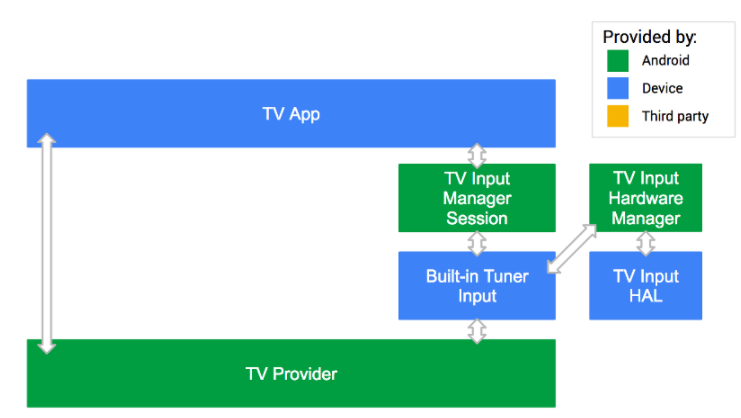 Provided by:
Android
Device
Third party
TV App
TV Input
Manager
Session
TV Input
Hardware
Manager
Built-in Tuner
Input
TV Input
HAL
TV Provider